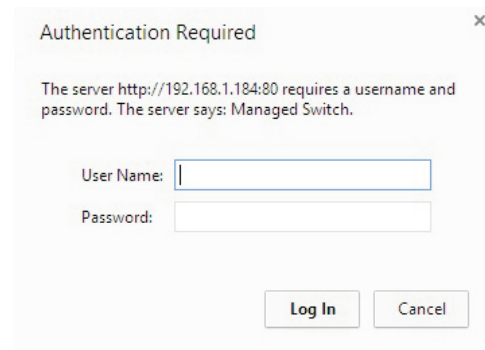 Authentication Required
The server http://192.168.1.184:80 requires a username and
password. The server says: Managed Switch.
User Name:
Password:
Log In Cancel